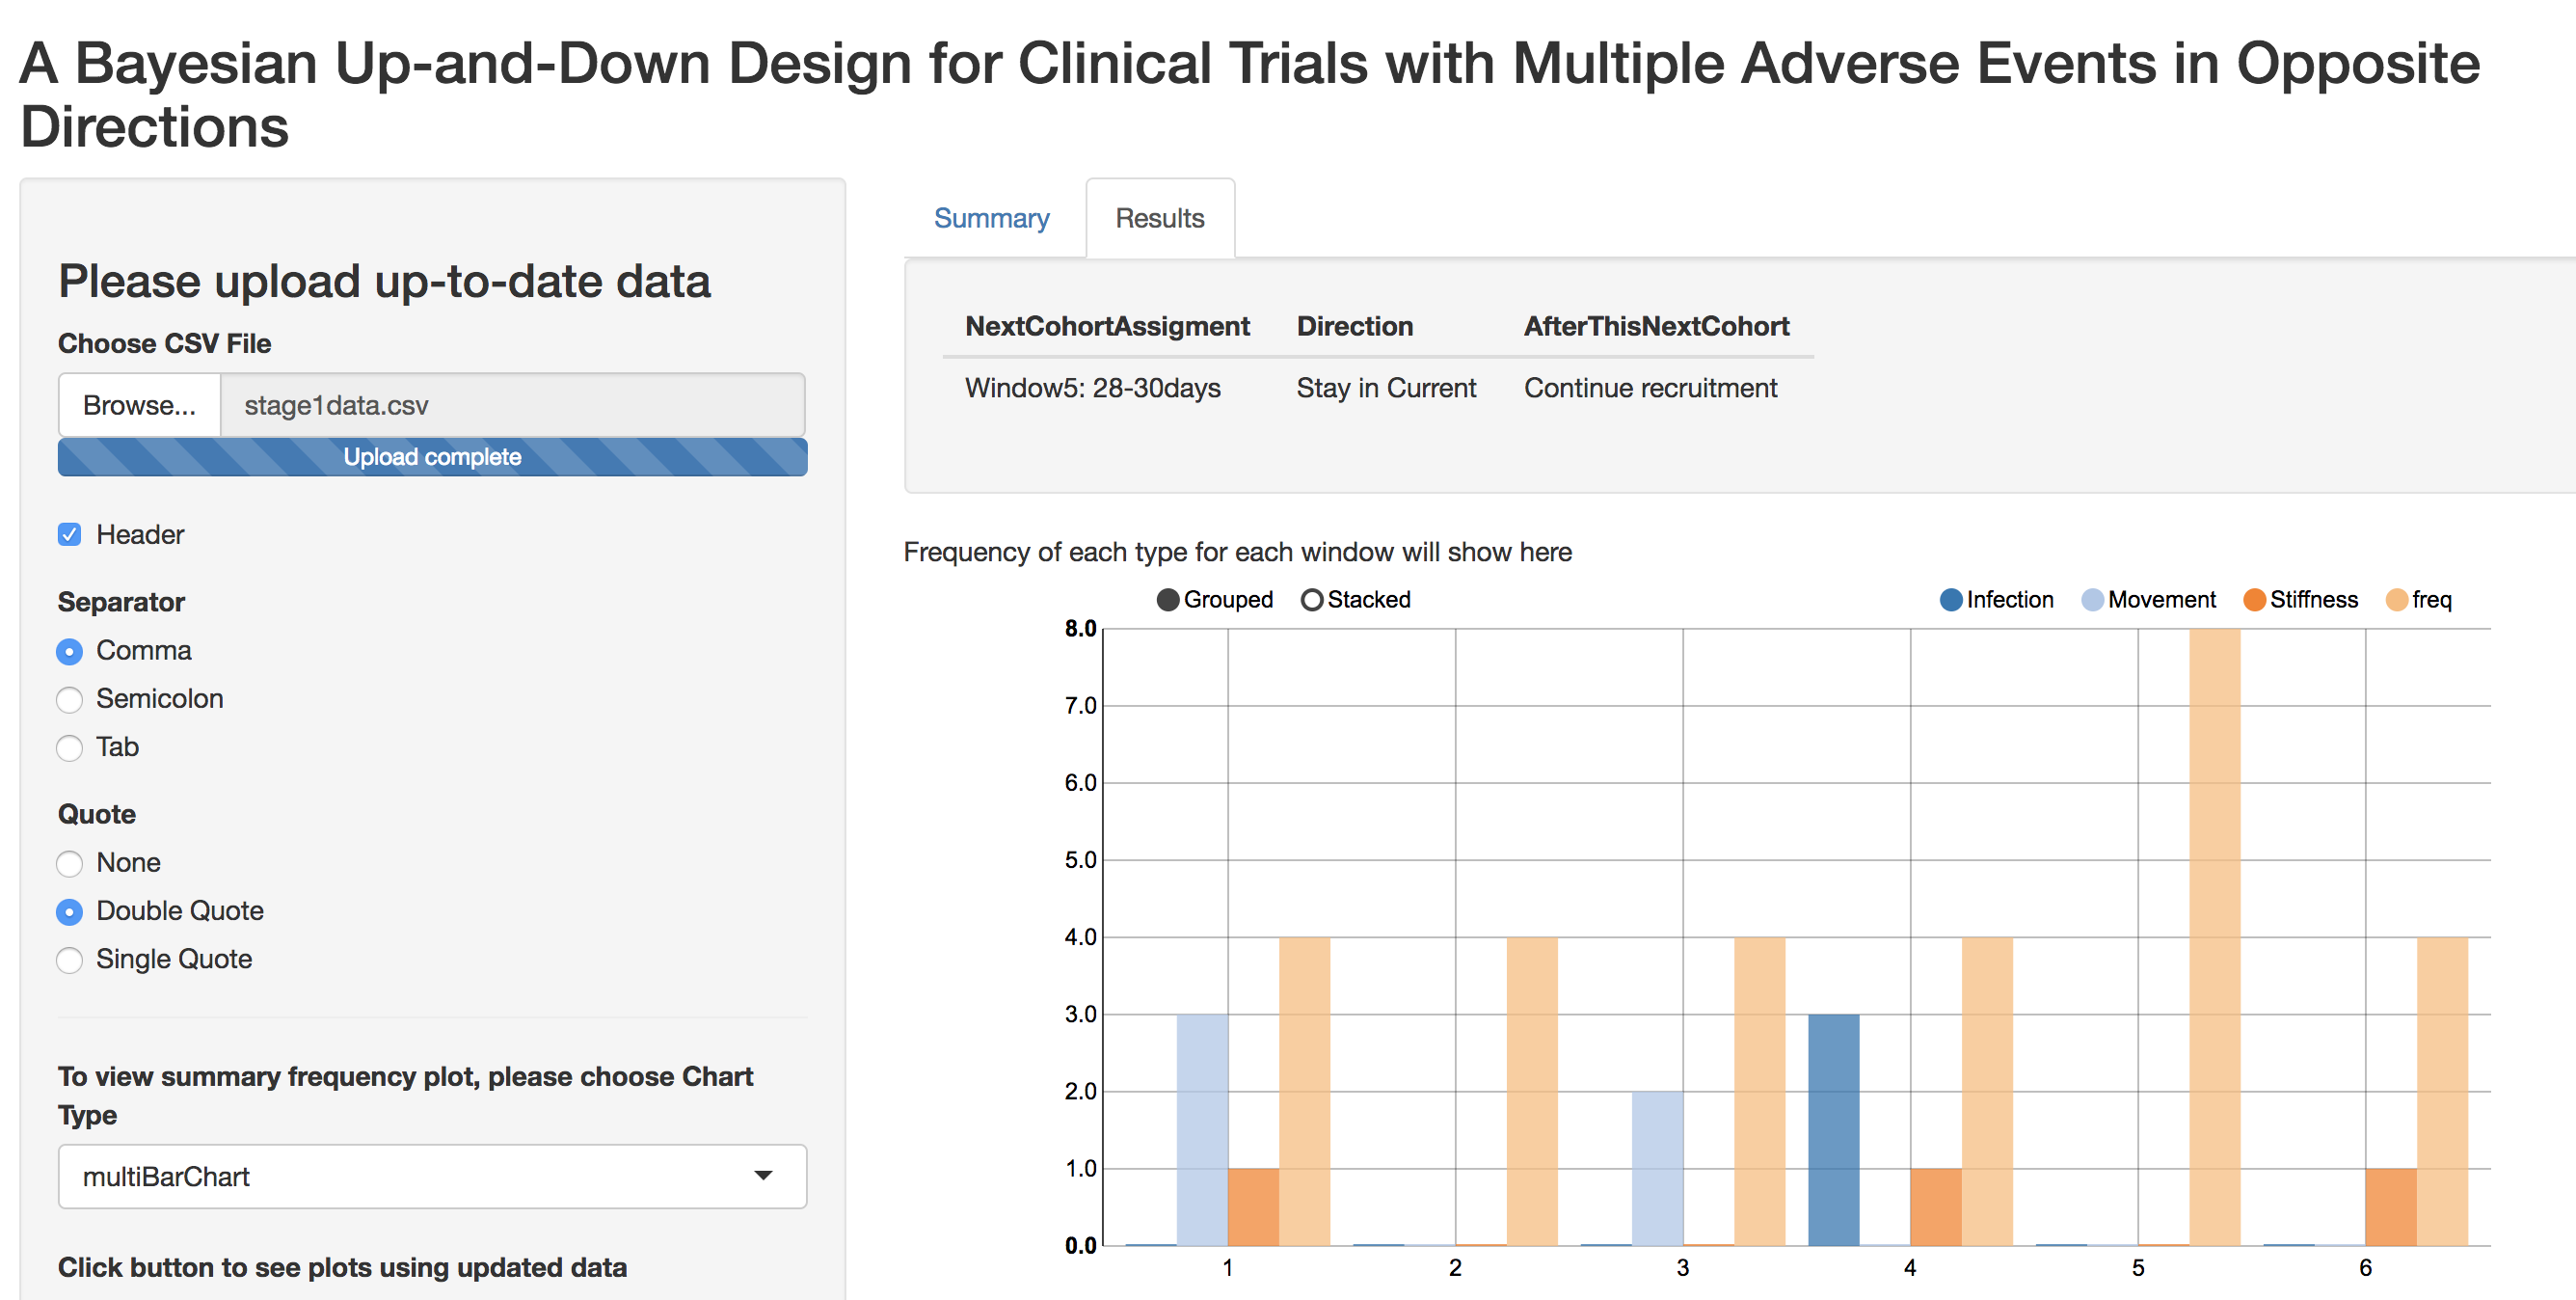 A Bayesian Up-and-Down Design for Clinical Trials with Multiple Adverse Events in Opposite
Directions
Please upload up-to-date data
Choose CSV File
Browse... stage1data.csv
Upload complete
Header
Separator
Comma
Semicolon
Tab
Quote
None
Double Quote
Single Quote
To view summary frequency plot, please choose Chart
Type
multiBarChart
Click button to see plots using updated data
Summary Results
NextCohortAssigment Direction AfterThisNextCohort
Window5: 28-30days Stay in Current Continue recruitment
Frequency of each type for each window will show here
Grouped Stacked Infection Movement Stiffness freq
8.0
7.0
6.0
5.0
4.0
3.0
2.0
1.0
0.0
1 2 3 4 5 6